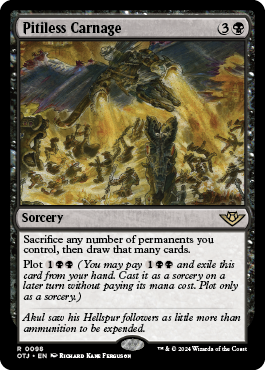 Pitiless Carnage 3
Sorcery
Sacrifice any number of permanents you
control, then draw that many cards.
Plot 1 ( You may pay 1 and exile this
card from your hand. Cast it as a sorcery on a
later turn without paying its mana cost. Plot only
as a sorcery.)
Akul saw his Hellspur followers as little more than
ammunition to be expended.
R 0098
OTJ • EN RICHARD KANE FERGUSON
™ & © 2024 Wizards of the Coast